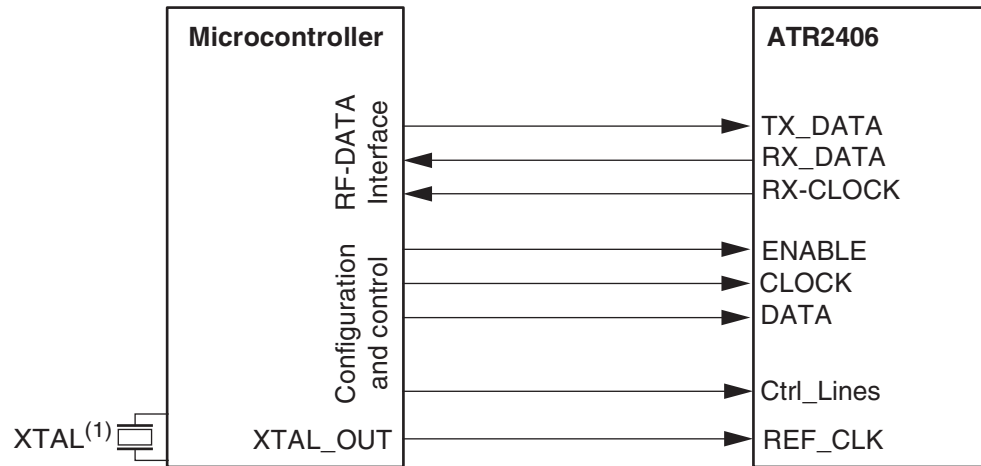 Microcontroller
ATR2406
RF-DATA
Interface
TX_DATA
RX_DATA
RX-CLOCK
Configuration
and control
ENABLE
CLOCK
DATA
Ctrl_Lines
XTAL(1)
XTAL_OUT
REF_CLK